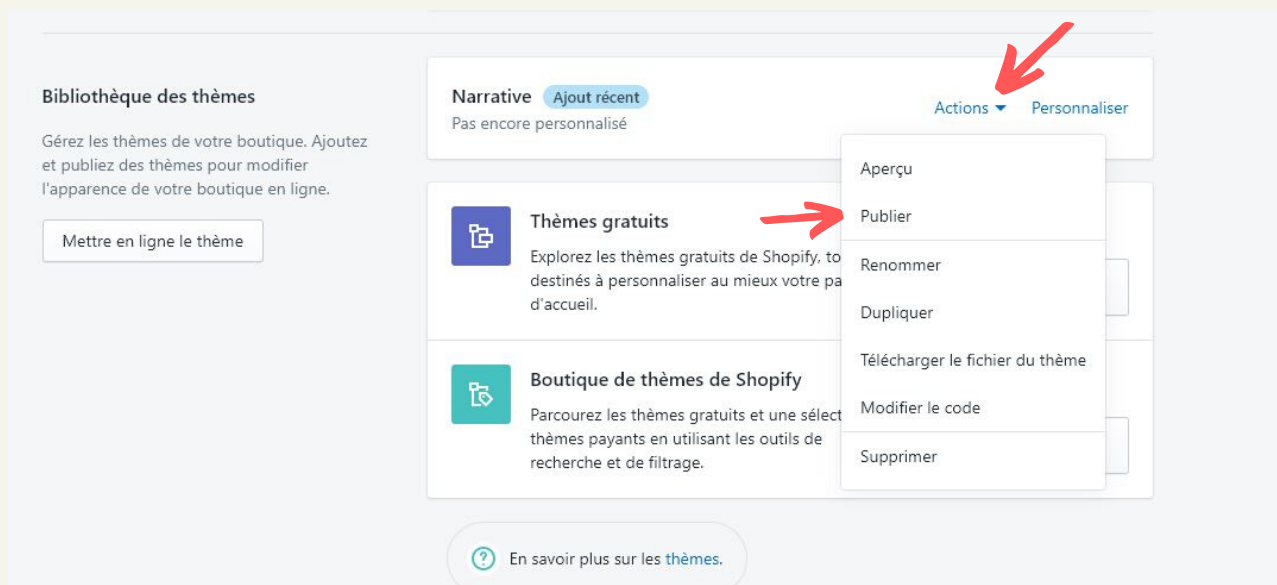 Bibliothèque des thèmes
Gérez les thèmes de votre boutique. Ajoutez
et publiez des thèmes pour modifier
l'apparence de votre boutique en ligne.
Mettre en ligne le thème
Narrative Ajout récent
Pas encore personnalisé
Actions Personnaliser
Aperçu
Publier
Renommer
Dupliquer
Télécharger le fichier du thème
Modifier le code
Supprimer
Thèmes gratuits
Explorez les thèmes gratuits de Shopify,
destinés à personnaliser au mieux votre
d'accueil.
Boutique de thèmes de Shopify
Parcourez les thèmes gratuits et une
thèmes payants en utilisant les outils de
recherche et de filtrage.
En savoir plus sur les thèmes.